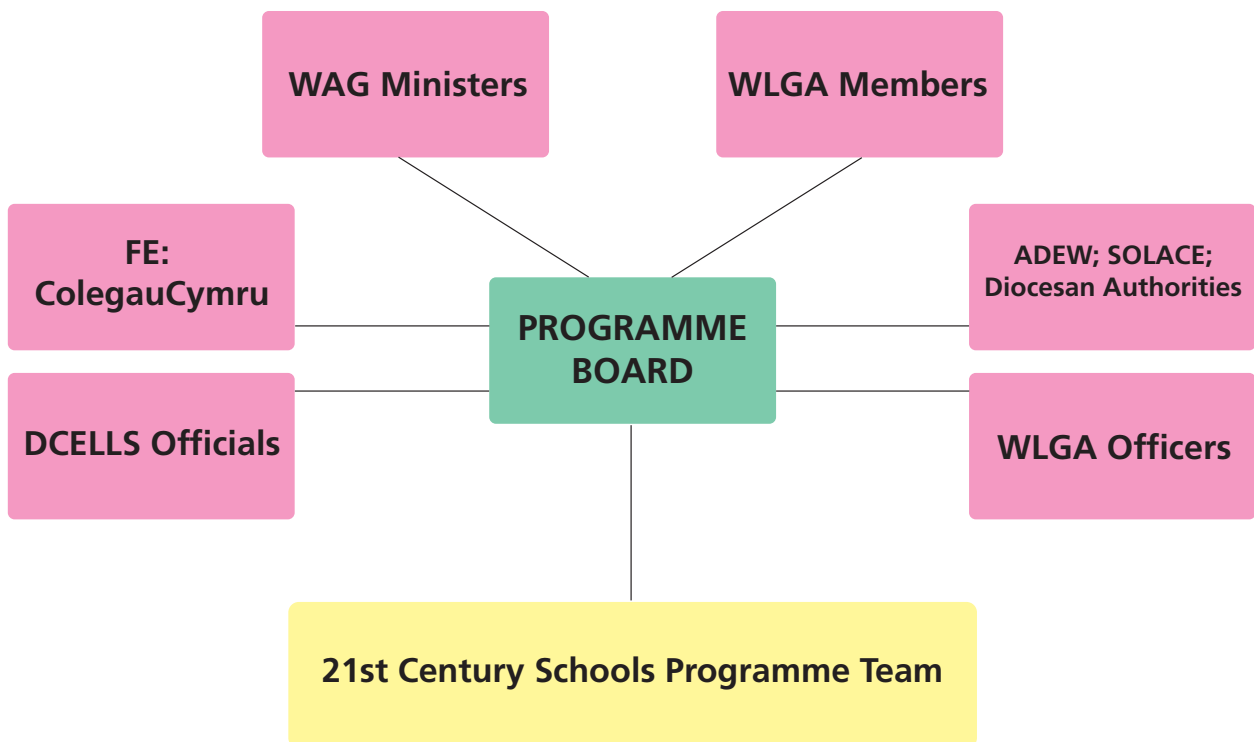 WAG Ministers
WLGA Members
FE:
ColegauCymru
ADEW; SOLACE;
Diocesan Authorities
PROGRAMME
BOARD
DCELLS Officials
WLGA Officers
21st Century Schools Programme Team